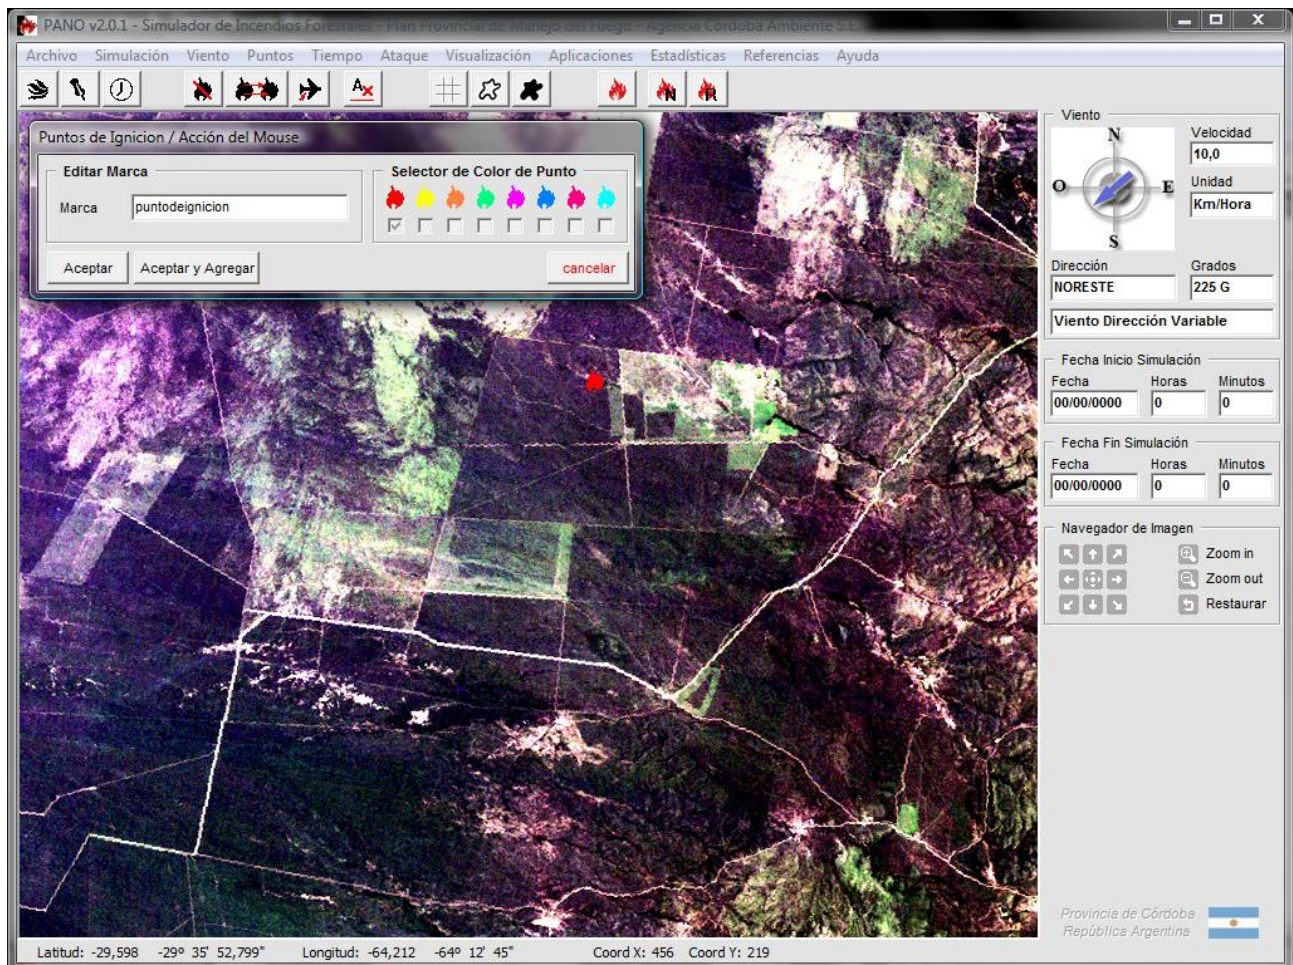 PANO v2.0.1 - Simulador de Incendios Forestales - Plan Provincial de Manejo del Fuego - Agencia Córdoba Ambiente S.E.
Archivo Simulación Viento Puntos Tiempo Ataque Visualización Aplicaciones Estadísticas Referencias Ayuda
A x
N R
Puntos de Ignicion / Acción del Mouse
Editar Marca
Marca puntodeignicion
Selector de Color de Punto
Aceptar Aceptar y Agregar cancelar
Viento
N
O E
S
Velocidad
10,0
Unidad
Km/Hora
Dirección Grados
NORESTE 225 G
Viento Dirección Variable
Fecha Inicio Simulación
Fecha Horas Minutos
00/00/0000 0 0
Fecha Fin Simulación
Fecha Horas Minutos
00/00/0000 0 0
Navegador de Imagen
Zoom in
Zoom out
Restaurar
Provincia de Córdoba
República Argentina
Latitud: -29,598 -29º 35' 52,799" Longitud: -64,212 -64º 12' 45" Coord X: 456 Coord Y: 219